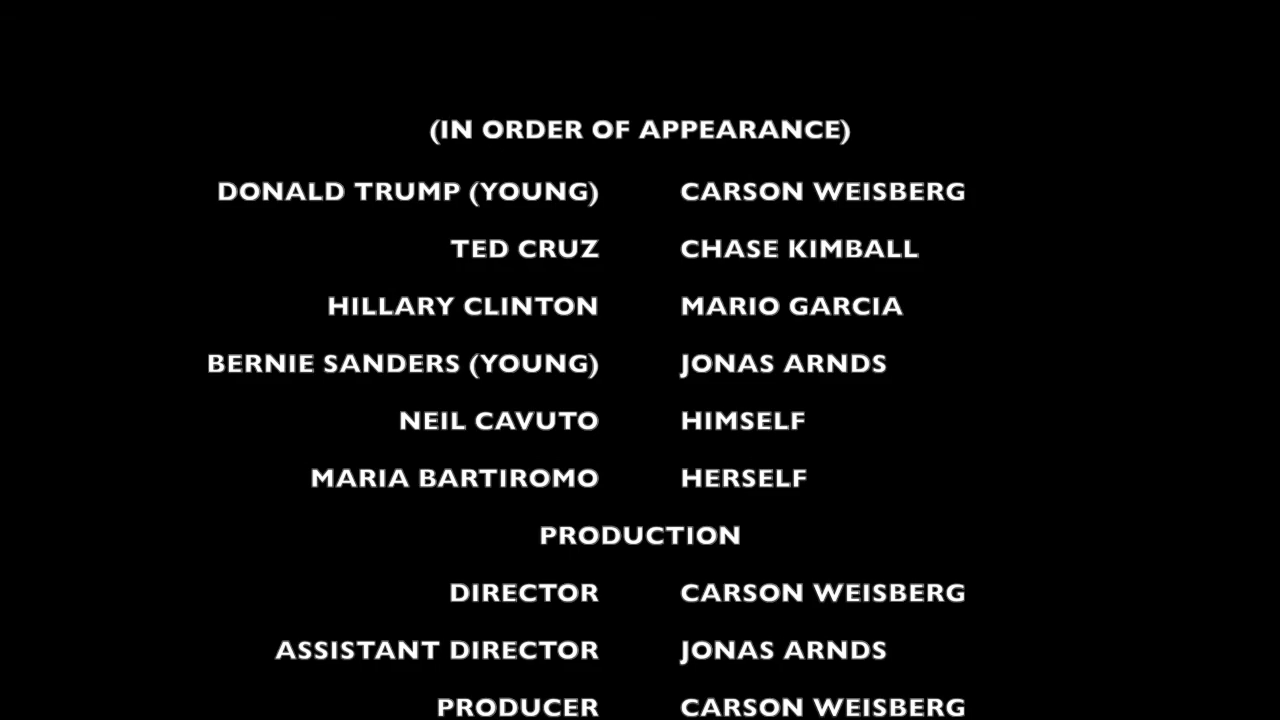 (IN ORDER OF APPEARANCE)
DONALD TRUMP (YOUNG) CARSON WEISBERG
TED CRUZ CHASE KIMBALL
HILLARY CLINTON MARIO GARCIA
BERNIE SANDERS (YOUNG) JONAS ARNDS
NEIL CAVUTO HIMSELF
MARIA BARTIROMO HERSELF
PRODUCTION
DIRECTOR CARSON WEISBERG
ASSISTANT DIRECTOR JONAS ARNDS
PRODUCER CARSON WEISBERG